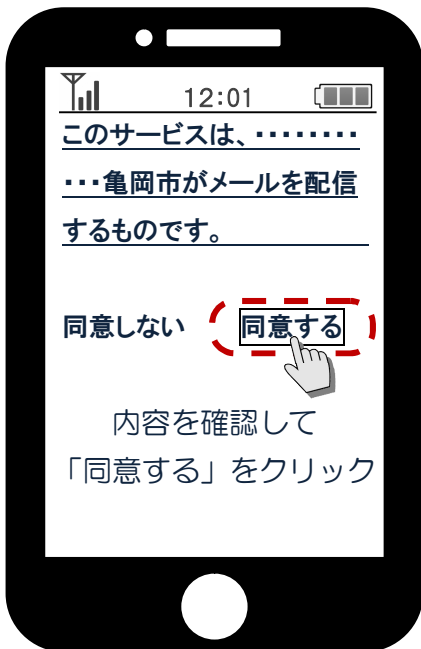 12:01
このサービスは、・・・・・・・・
・・・亀岡市がメールを配信
するものです。
同意しない 同意する
内容を確認して
「同意する」をクリック